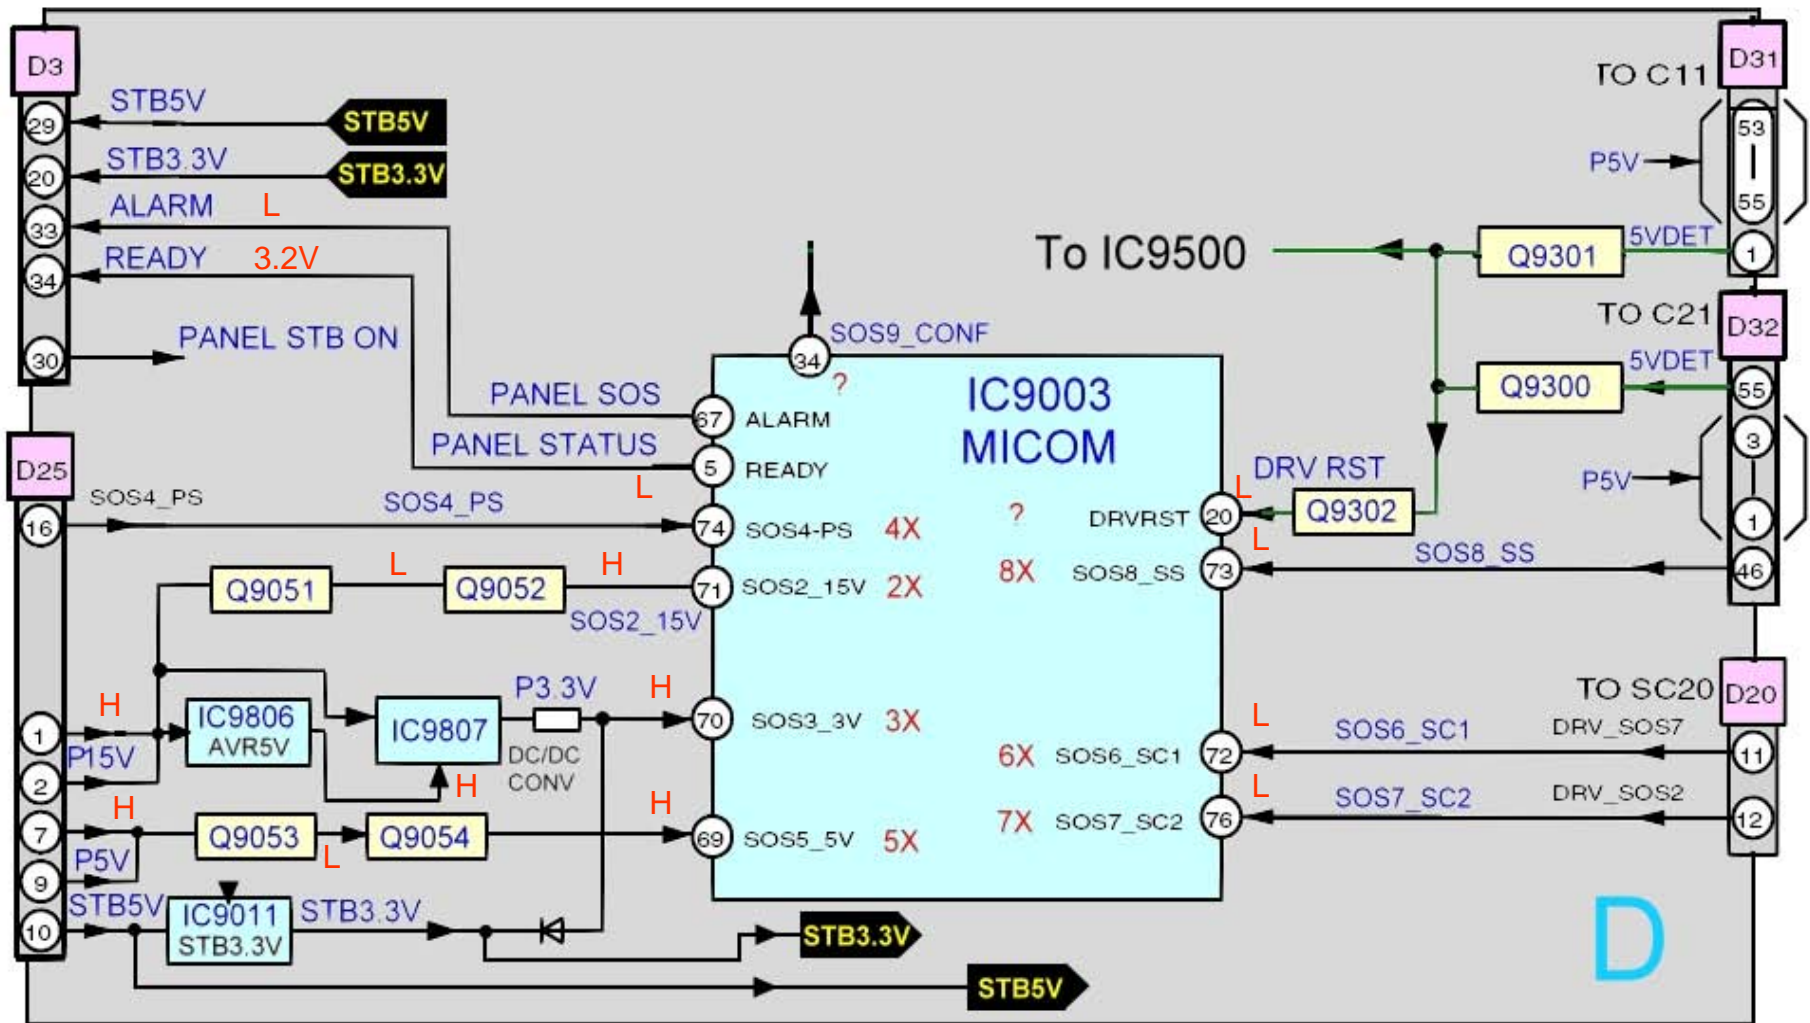 D3
29
STB5V
STB5V
20
STB3.3V
STB3.3V
33
ALARM L
34
READY 3.2V
30
PANEL STB ON
D25
16
SOS4_PS
SOS4_PS
L
1
H
P15V
2
7
H
P5V
9
STB5V
10
Q9051
L
Q9052
H
SOS2_15V
IC9806
AVR5V
IC9807
H
P3.3V
DC/DC
CONV
H
Q9053
L
Q9054
H
IC9011
STB3.3V
STB3.3V
STB3.3V
STB5V
PANEL SOS
PANEL STATUS
34
SOS9_CONF
?
IC9003
MICOM
67
ALARM
5
READY
74
SOS4-PS 4X
71
SOS2_15V 2X
70
SOS3_3V 3X
69
SOS5_5V 5X
? DRVRST
20
8X SOS8_SS
73
6X SOS6_SC1
72
7X SOS7_SC2
76
To IC9500
Q9301
5VDET
Q9300
5VDET
DRV RST
L
Q9302
L
SOS8_SS
L
SOS6_SC1
DRV_SOS7
L
SOS7_SC2
DRV_SOS2
TO C11
D31
53
P5V
55
1
TO C21
D32
55
3
P5V
1
46
TO SC20
D20
11
12
D